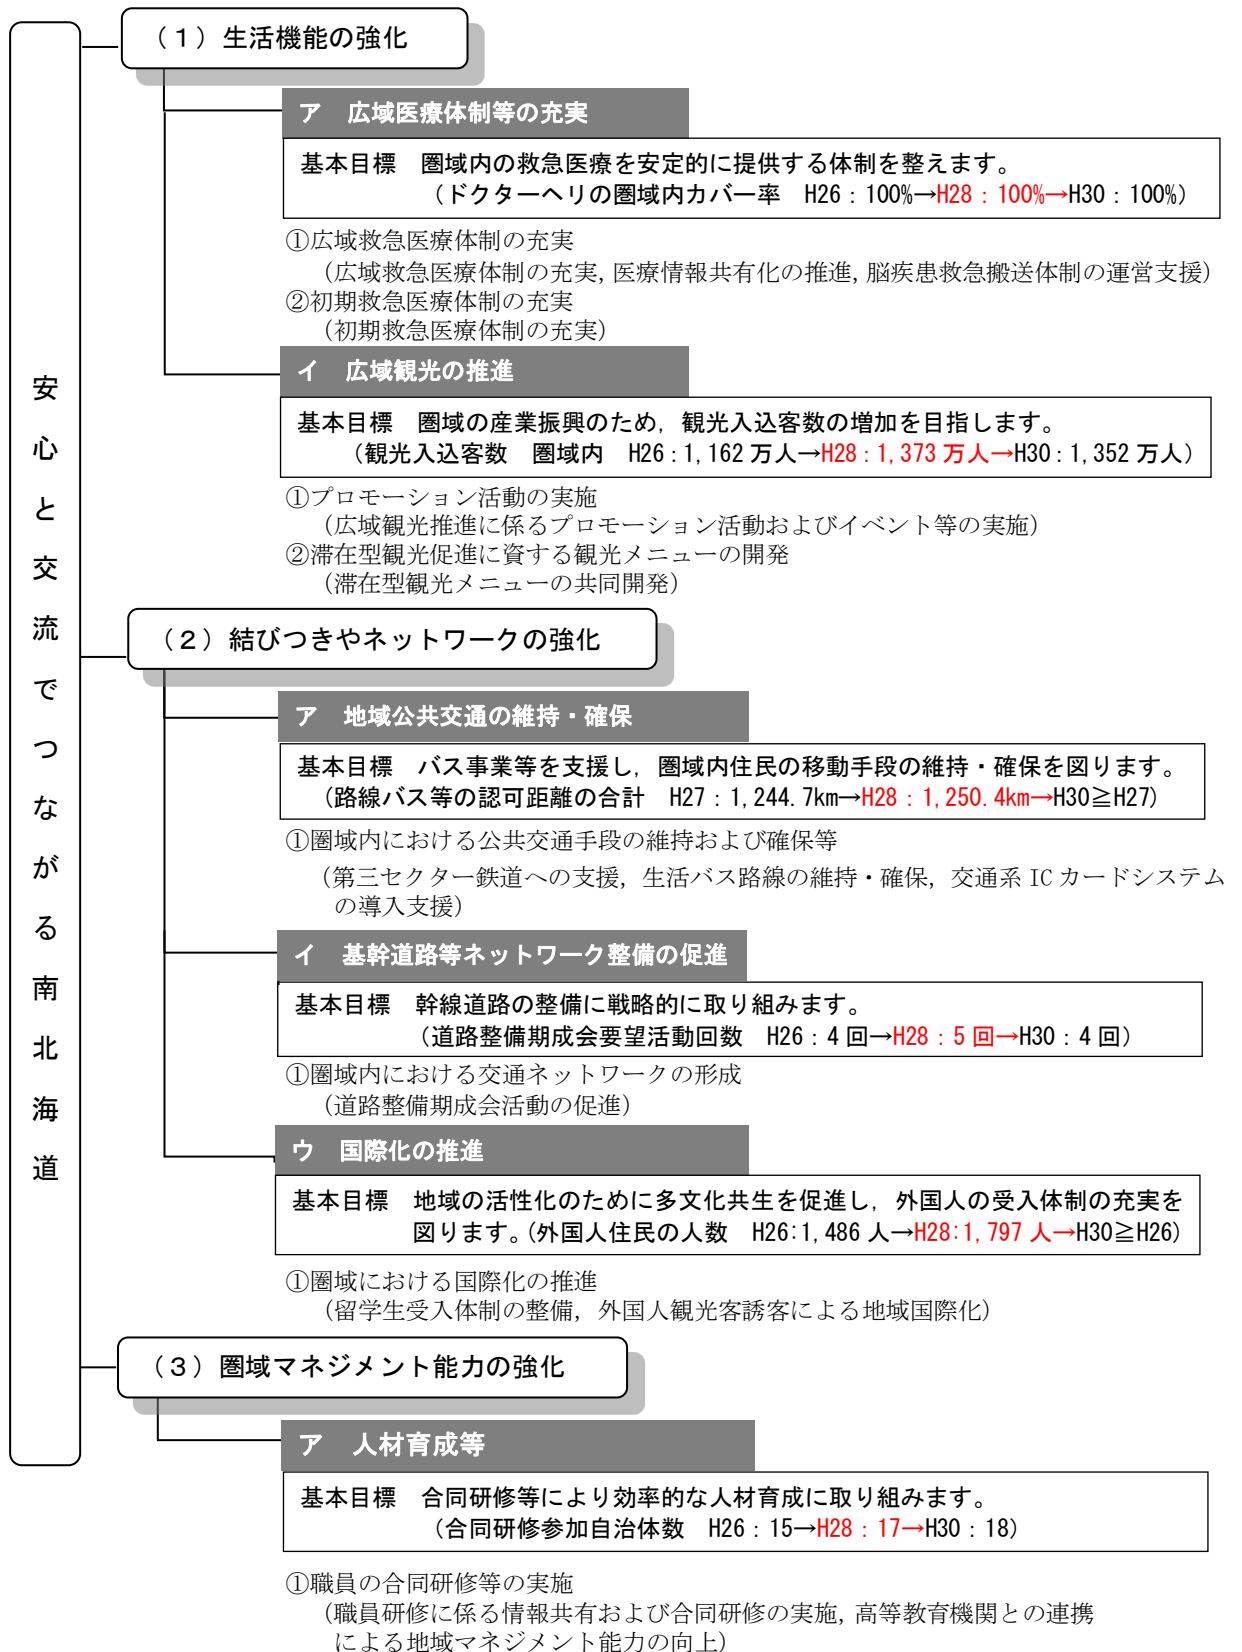 安心と交流でつながる南北海道
（１）生活機能の強化
ア　広域医療体制等の充実
基本目標　圏域内の救急医療を安定的に提供する体制を整えます。
（ドクターヘリの圏域内カバー率　H26：100%→H28：100%→H30：100%）
①広域救急医療体制の充実
（広域救急医療体制の充実，医療情報共有化の推進，脳疾患救急搬送体制の運営支援）
②初期救急医療体制の充実
（初期救急医療体制の充実）
イ　広域観光の推進
基本目標　圏域の産業振興のため，観光入込客数の増加を目指します。
（観光入込客数　圏域内　H26：1,162 万人→H28：1,373 万人→H30：1,352 万人）
①プロモーション活動の実施
（広域観光推進に係るプロモーション活動およびイベント等の実施）
②滞在型観光促進に資する観光メニューの開発
（滞在型観光メニューの共同開発）
（２）結びつきやネットワークの強化
ア　地域公共交通の維持・確保
基本目標　バス事業等を支援し，圏域内住民の移動手段の維持・確保を図ります。
（路線バス等の認可距離の合計　H27：1,244.7km→H28：1,250.4km→H30≧H27）
①圏域内における公共交通手段の維持および確保等
（第三セクター鉄道への支援，生活バス路線の維持・確保，交通系 IC カードシステム
の導入支援）
イ　基幹道路等ネットワーク整備の促進
基本目標　幹線道路の整備に戦略的に取り組みます。
（道路整備期成会要望活動回数　H26：4 回→H28：5 回→H30：4 回）
①圏域内における交通ネットワークの形成
（道路整備期成会活動の促進）
ウ　国際化の推進
基本目標　地域の活性化のために多文化共生を促進し，外国人の受入体制の充実を
図ります。（外国人住民の人数　H26：1,486 人→H28：1,797 人→H30≧H26）
①圏域における国際化の推進
（留学生受入体制の整備，外国人観光客誘客による地域国際化）
（３）圏域マネジメント能力の強化
ア　人材育成等
基本目標　合同研修等により効率的な人材育成に取り組みます。
（合同研修参加自治体数　H26：15→H28：17→H30：18）
①職員の合同研修等の実施
（職員研修に係る情報共有および合同研修の実施，高等教育機関との連携
による地域マネジメント能力の向上）